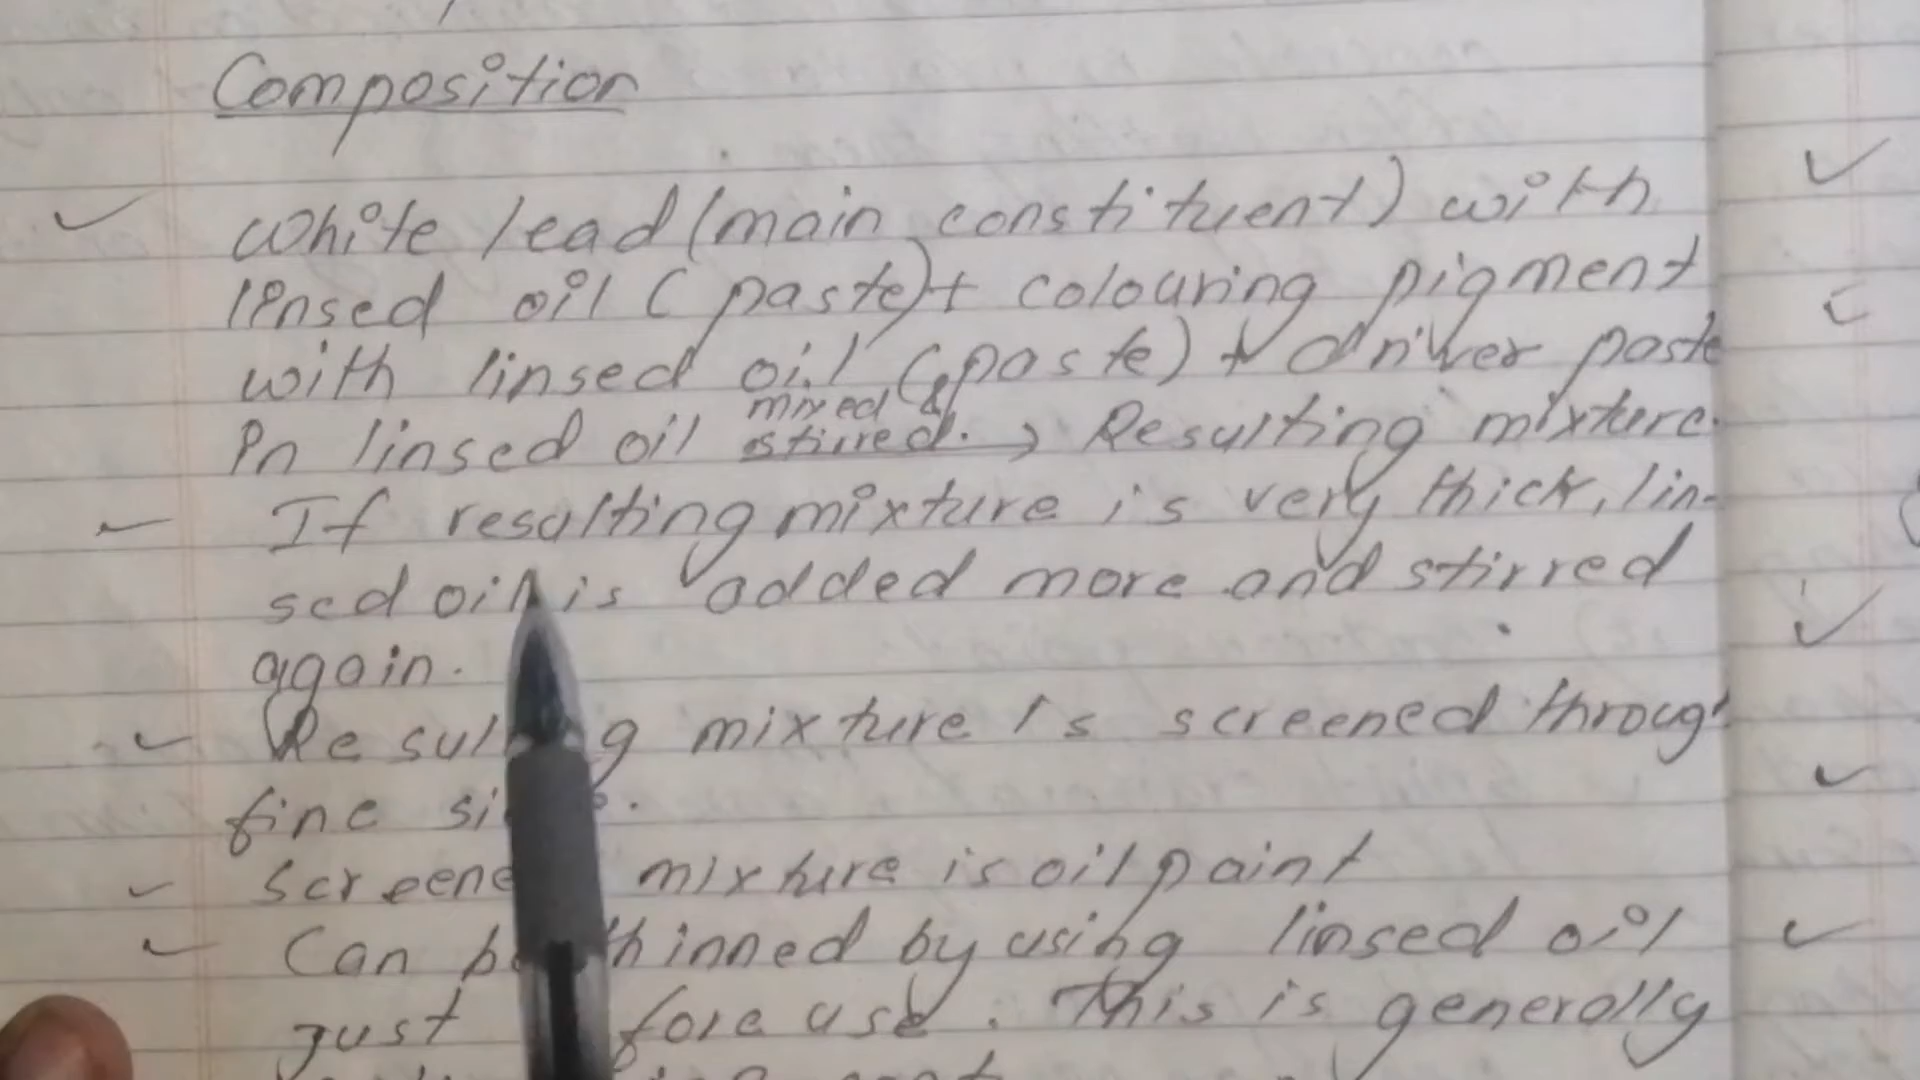 Composition
White lead (main constituent) with
linsed oil (paste) + colouring pigment
with linsed oil (paste) + driver paste
in linsed oil mixed & stirred. → Resulting mixture.
If resulting mixture is very thick, lin-
sed oil is added more and stirred
again.
mixture is screened throug
fine
mixture is oil paint
Can thinned by using linsed oil
just use. This is generally